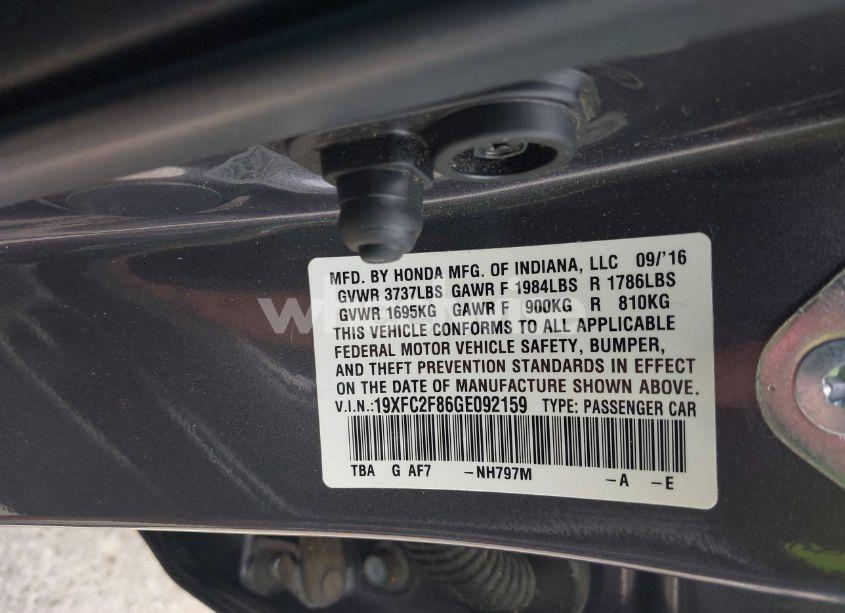 MFD. BY HONDA MFG. OF INDIANA, LLC 09/'16
GVWR 3737LBS GAWR F 1984LBS R 1786LBS
GVWR 1695KG GAWR F 900KG R 810KG
THIS VEHICLE CONFORMS TO ALL APPLICABLE
FEDERAL MOTOR VEHICLE SAFETY, BUMPER,
AND THEFT PREVENTION STANDARDS IN EFFECT
ON THE DATE OF MANUFACTURE SHOWN ABOVE.
V.I.N.:19XFC2F86GE092159 TYPE: PASSENGER CAR
TBA G AF7 -NH797M -A -E